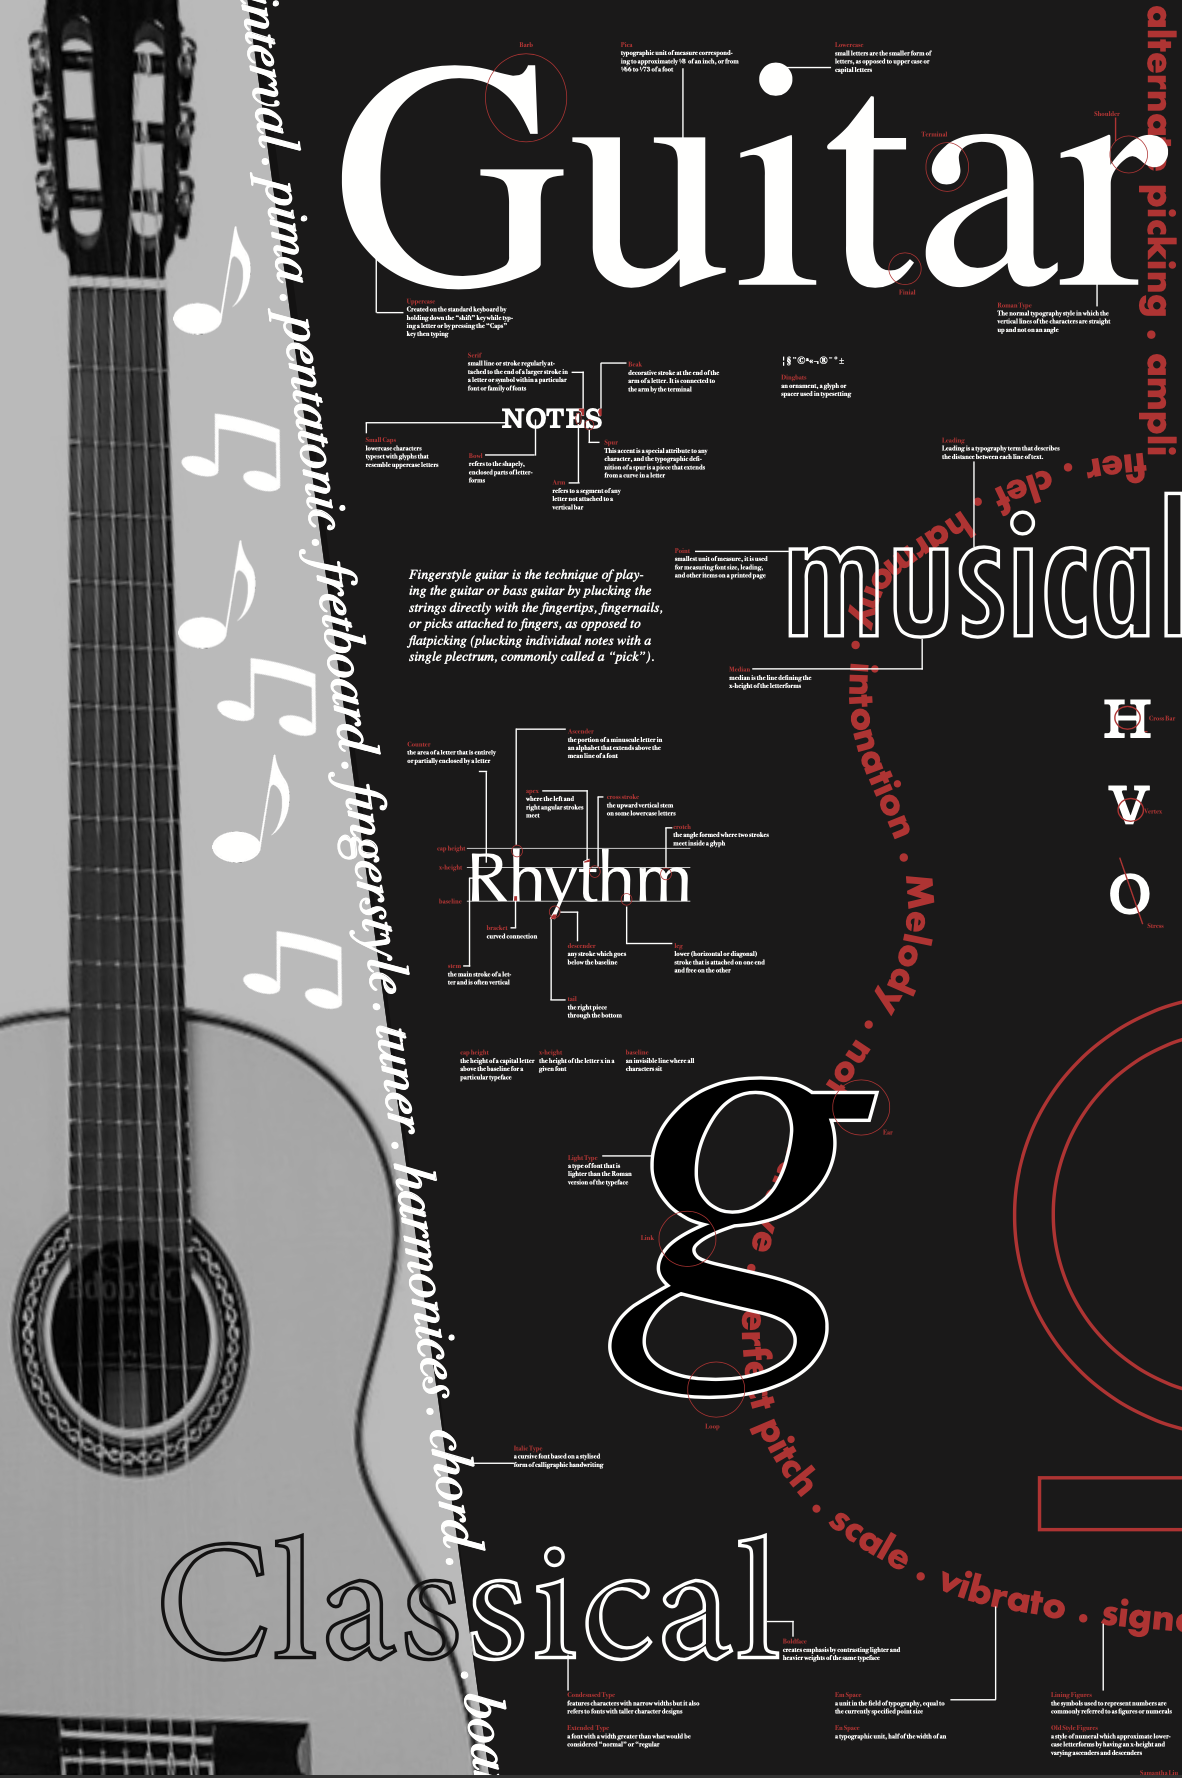 interval . pima . pentatonic . fretboard . fingerstyle . tuner . harmonices . chord . boar
Guitar
Barb
Pica
typographic unit of measure correspond-
ing to approximately 1/6 of an inch, or from
1/66 to 1/73 of a foot
Lowercase
small letters are the smaller form of
letters, as opposed to upper case or
capital letters
Terminal
Shoulder
Finial
Uppercase
Created on the standard keyboard by
holding down the "shift" key while typ-
ing a letter or by pressing the "Caps"
key then typing
Roman Type
The normal typography style in which the
vertical lines of the characters are straight
up and not on an angle
alternate picking . ampli
fier . clef . harmony . intonation . Melody . no
ve . erfect pitch . scale . vibrato . signa
Serif
small line or stroke regularly at-
tached to the end of a larger stroke in
a letter or symbol within a particular
font or family of fonts
Beak
decorative stroke at the end of the
arm of a letter. It is connected to
the arm by the terminal
Dingbats
an ornament, a glyph or
spacer used in typesetting
NOTES
Small Caps
lowercase characters
typeset with glyphs that
resemble uppercase letters
Bowl
refers to the shapely,
enclosed parts of letter-
forms
Spur
This accent is a special attribute to any
character, and the typographic defi-
nition of a spur is a piece that extends
from a curve in a letter
Arm
refers to a segment of any
letter not attached to a
vertical bar
Leading
Leading is a typography term that describes
the distance between each line of text.
Point
smallest unit of measure, it is used
for measuring font size, leading,
and other items on a printed page
musical
Median
median is the line defining the
x-height of the letterforms
Fingerstyle guitar is the technique of play-
ing the guitar or bass guitar by plucking the
strings directly with the fingertips, fingernails,
or picks attached to fingers, as opposed to
flatpicking (plucking individual notes with a
single plectrum, commonly called a "pick").
H
Cross Bar
V
Vertex
O
Stress
Counter
the area of a letter that is entirely
or partially enclosed by a letter
Ascender
the portion of a minuscule letter in
an alphabet that extends above the
mean line of a font
apex
where the left and
right angular strokes
meet
cross stroke
the upward vertical stem
on some lowercase letters
crotch
the angle formed where two strokes
meet inside a glyph
cap height
x-height
baseline
Rhythm
bracket
curved connection
stem
the main stroke of a let-
ter and is often vertical
descender
any stroke which goes
below the baseline
leg
lower (horizontal or diagonal)
stroke that is attached on one end
and free on the other
tail
the right piece
through the bottom
cap height
the height of a capital letter
above the baseline for a
particular typeface
x-height
the height of the letter x in a
given font
baseline
an invisible line where all
characters sit
g
Ear
Light Type
a type of font that is
lighter than the Roman
version of the typeface
Link
Loop
Italic Type
a cursive font based on a stylised
form of calligraphic handwriting
Classical
Boldface
creates emphasis by contrasting lighter and
heavier weights of the same typeface
Condensed Type
features characters with narrow widths but it also
refers to fonts with taller character designs
Extended Type
a font with a width greater than what would be
considered "normal" or "regular
Em Space
a unit in the field of typography, equal to
the currently specified point size
En Space
a typographic unit, half of the width of an
Lining Figures
the symbols used to represent numbers are
commonly referred to as figures or numerals
Old Style Figures
a style of numeral which approximate lower-
case letterforms by having an x-height and
varying ascenders and descenders
Samantha Liu